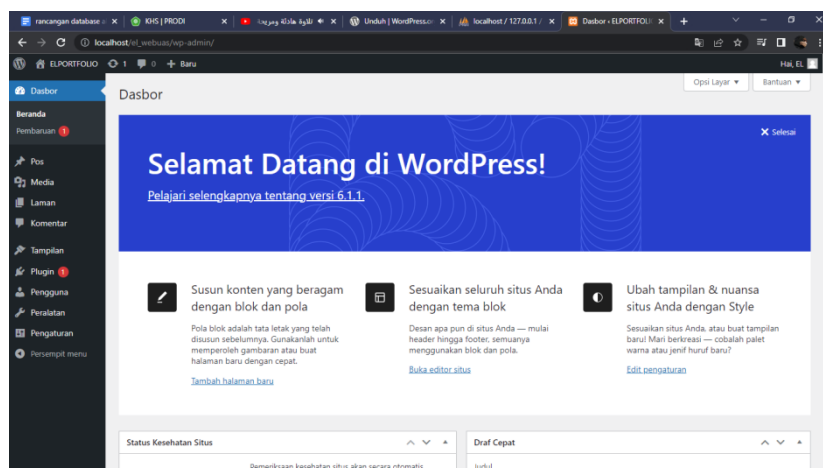 rancangan database
KHS | PRODI
تلاوة هادئة ومريحة
Unduh | WordPress.or
localhost / 127.0.0.1 /
Dasbor ‹ ELPORTFOLI
localhost/el_webuas/wp-admin/
ELPORTFOLIO
1
0
+ Baru
Hai, EL
Dasbor
Beranda
Pembaruan 1
Pos
Media
Laman
Komentar
Tampilan
Plugin 1
Pengguna
Peralatan
Pengaturan
Persempit menu
Dasbor
Opsi Layar
Bantuan
Selesai
Selamat Datang di WordPress!
Pelajari selengkapnya tentang versi 6.1.1.
Susun konten yang beragam
dengan blok dan pola
Pola blok adalah tata letak yang telah
disusun sebelumnya. Gunakanlah untuk
memperoleh gambaran atau buat
halaman baru dengan cepat.
Tambah halaman baru
Sesuaikan seluruh situs Anda
dengan tema blok
Desan apa pun di situs Anda — mulai
header hingga footer, semuanya
menggunakan blok dan pola.
Buka editor situs
Ubah tampilan & nuansa
situs Anda dengan Style
Sesuaikan situs Anda. atau buat tampilan
baru! Mari berkreasi — cobalah palet
warna atau jenif huruf baru?
Edit pengaturan
Status Kesehatan Situs
Draf Cepat
Pemeriksaan kesehatan situs akan secara otomatis
Judul